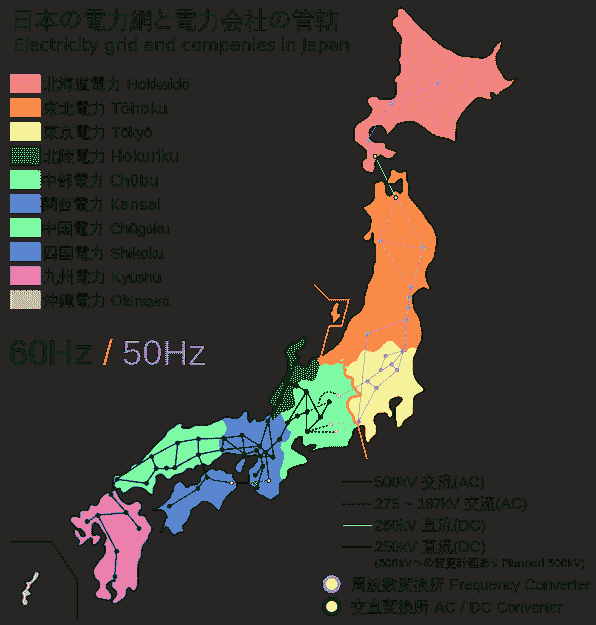 日本の電力網と電力会社の管轄
Electricity grid and companies in Japan
北海道電力 Hokkaidō
東北電力 Tōhoku
東京電力 Tōkyō
北陸電力 Hokuriku
中部電力 Chūbu
関西電力 Kansai
中国電力 Chūgoku
四国電力 Shikoku
九州電力 Kyushu
沖縄電力 Okinawa
60Hz / 50Hz
500kV 交流(AC)
275 ~ 187kV 交流(AC)
250kV 直流(DC)
250kV 直流(DC)
(500kVへの変更計画あり Planned 500kV)
周波数変換所 Frequency Converter
交直変換所 AC / DC Converter